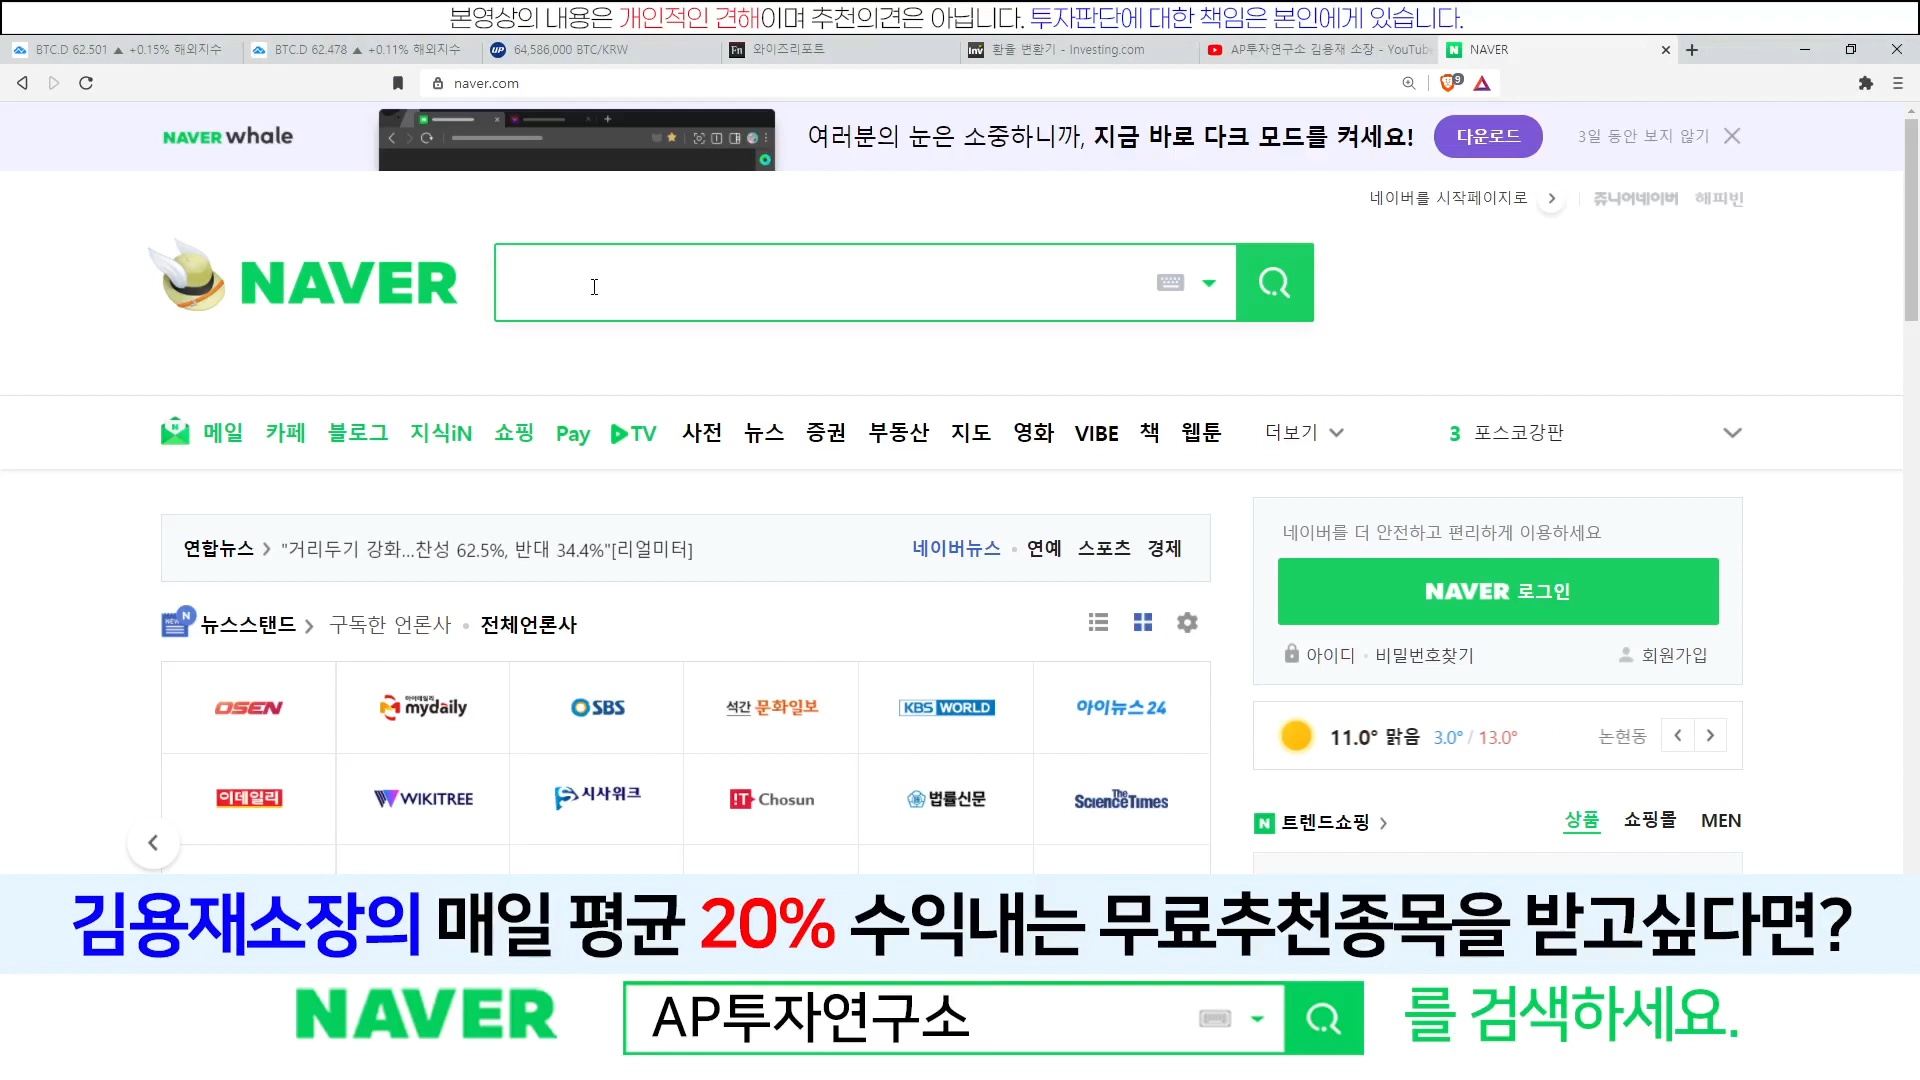 본영상의 내용은 개인적인 견해이며 추천의견은 아닙니다. 투자판단에 대한 책임은 본인에게 있습니다.
BTC.D 62.501 ▲ +0.15% 해외지수
BTC.D 62.478 ▲ +0.11% 해외지수
UP 64,586,000 BTC/KRW
Fn 와이즈리포트
Inv 환율 변환기 - Investing.com
AP투자연구소 김용재 소장 - YouTub
N NAVER
naver.com
9
NAVER whale
여러분의 눈은 소중하니까, 지금 바로 다크 모드를 켜세요!
다운로드
3일 동안 보지 않기
네이버를 시작페이지로
쥬니어네이버 해피빈
NAVER
메일 카페 블로그 지식iN 쇼핑 Pay TV 사전 뉴스 증권 부동산 지도 영화 VIBE 책 웹툰 더보기
3 포스코강판
연합뉴스 "거리두기 강화...찬성 62.5%, 반대 34.4%"[리얼미터]
네이버뉴스 연예 스포츠 경제
네이버를 더 안전하고 편리하게 이용하세요
NAVER 로그인
아이디 비밀번호찾기 회원가입
NEW N 뉴스스탠드 구독한 언론사 전체언론사
OSEN
마이데일리 mydaily
SBS
석간 문화일보
KBS WORLD
아이뉴스24
11.0° 맑음 3.0° / 13.0° 논현동
이데일리
WIKITREE
시사위크
IT Chosun
법률신문
The ScienceTimes
N 트렌드쇼핑
상품 쇼핑몰 MEN
김용재소장의 매일 평균 20% 수익내는 무료추천종목을 받고싶다면?
NAVER AP투자연구소 를 검색하세요.